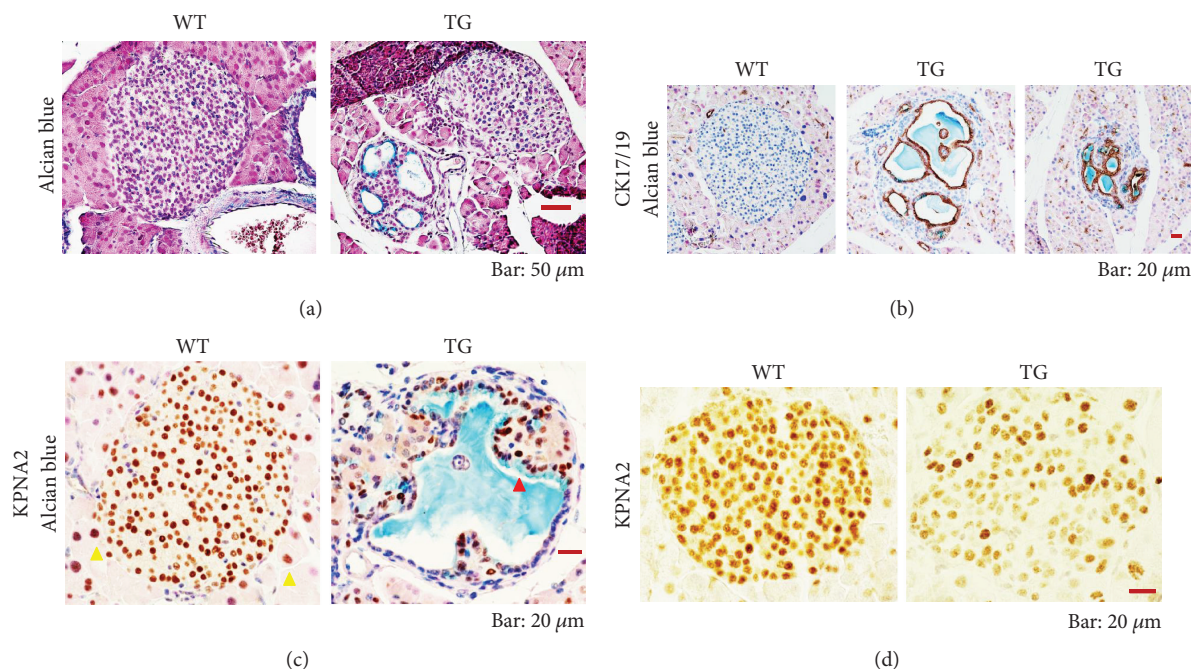 WT
TG
Alcian blue
Bar: 50 μm
(a)
WT
TG
TG
CK17/19
Alcian blue
Bar: 20 μm
(b)
WT
TG
KPNA2
Alcian blue
Bar: 20 μm
(c)
WT
TG
KPNA2
Bar: 20 μm
(d)